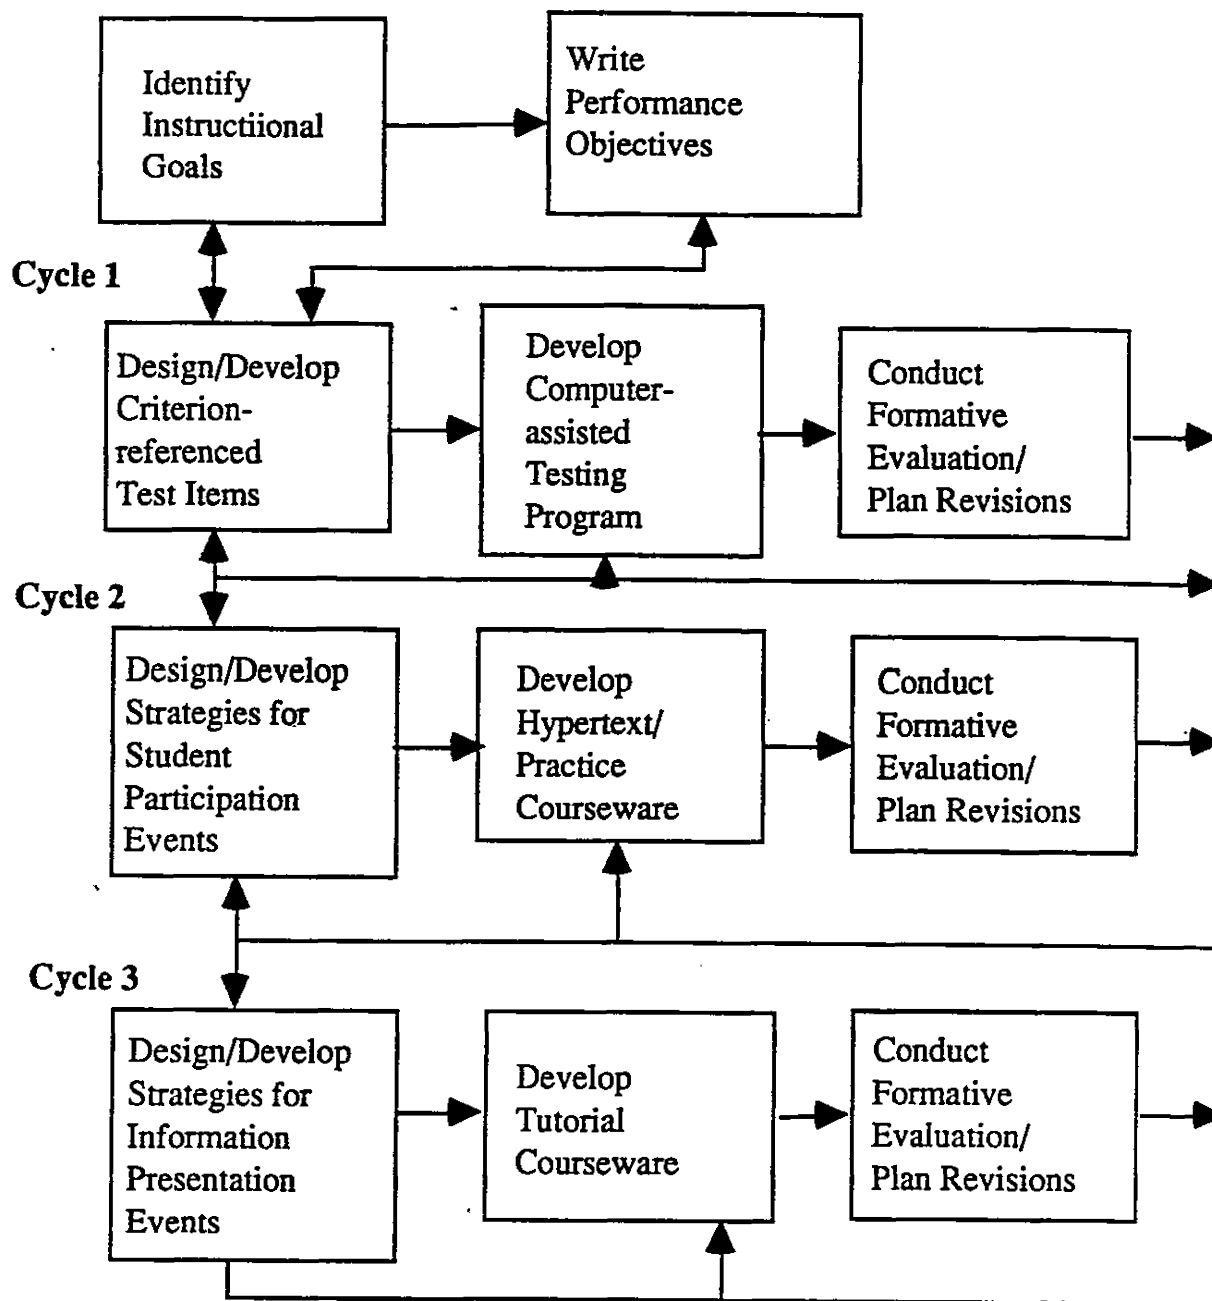 Identify
Instructiional
Goals
Write
Performance
Objectives
Cycle 1
Design/Develop
Criterion-
referenced
Test Items
Develop
Computer-
assisted
Testing
Program
Conduct
Formative
Evaluation/
Plan Revisions
Cycle 2
Design/Develop
Strategies for
Student
Participation
Events
Develop
Hypertext/
Practice
Courseware
Conduct
Formative
Evaluation/
Plan Revisions
Cycle 3
Design/Develop
Strategies for
Information
Presentation
Events
Develop
Tutorial
Courseware
Conduct
Formative
Evaluation/
Plan Revisions